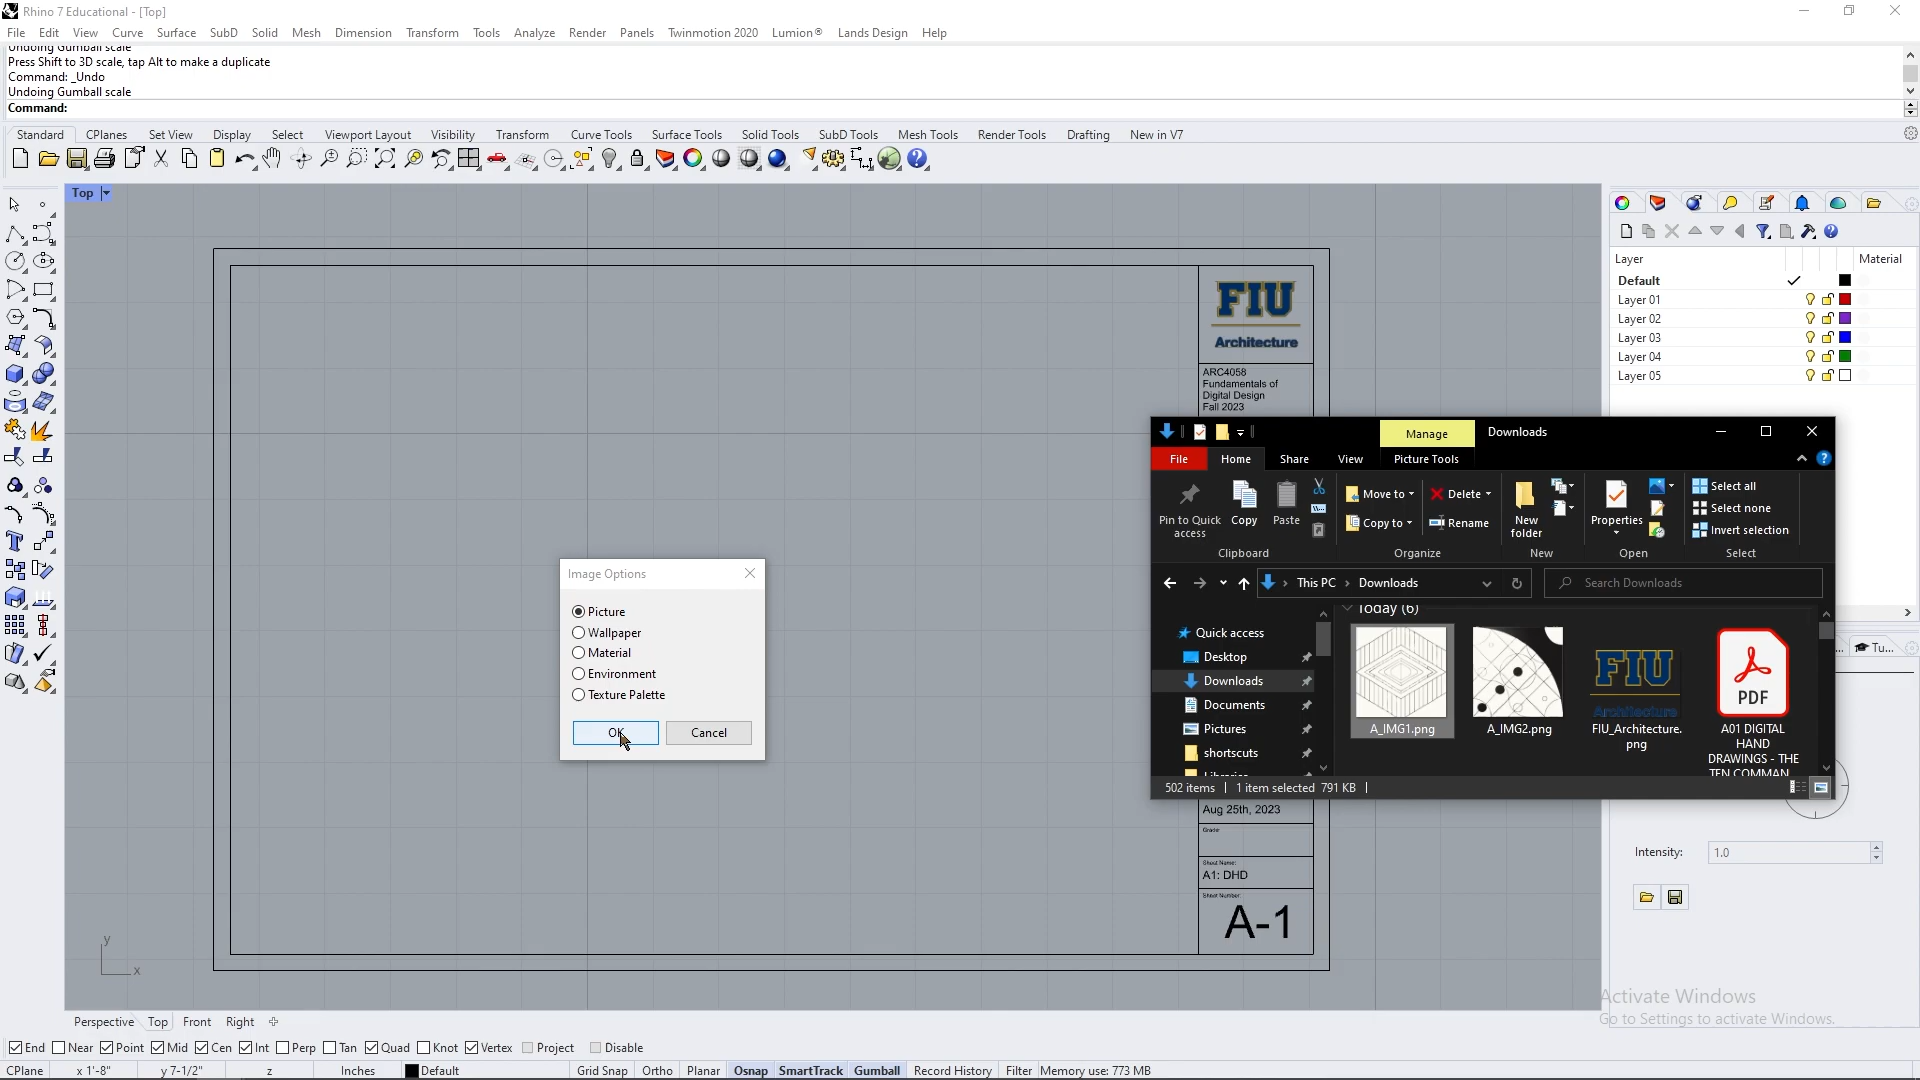 Rhino 7 Educational - [Top]
File Edit View Curve Surface SubD Solid Mesh Dimension Transform Tools Analyze Render Panels Twinmotion 2020 Lumion® Lands Design Help
Undoing Gumball scale
Press Shift to 3D scale, tap Alt to make a duplicate
Command: _Undo
Undoing Gumball scale
Command:
Standard CPlanes Set View Display Select Viewport Layout Visibility Transform Curve Tools Surface Tools Solid Tools SubD Tools Mesh Tools Render Tools Drafting New in V7
Top
Layer Material
Default
Layer 01
Layer 02
Layer 03
Layer 04
Layer 05
FIU
Architecture
ARC4058
Fundamentals of
Digital Design
Fall 2023
Manage Downloads
File Home Share View Picture Tools
Pin to Quick access Copy Paste Move to Copy to Delete Rename New folder Properties Select all Select none Invert selection
Clipboard Organize New Open Select
This PC Downloads Search Downloads
Today (6)
Quick access
Desktop
Downloads
Documents
Pictures
shortscuts
Libraries
A_IMG1.png
A_IMG2.png
FIU
Architecture
FIU_Architecture.
png
PDF
A01 DIGITAL
HAND
DRAWINGS - THE
TEN COMMAN
502 items 1 item selected 791 KB
Tu...
Image Options
Picture
Wallpaper
Material
Environment
Texture Palette
OK Cancel
Aug 25th, 2023
Grade:
Sheet Name:
A1: DHD
Sheet Number:
A-1
Intensity: 1.0
y
x
Activate Windows
Go to Settings to activate Windows.
Perspective Top Front Right
End Near Point Mid Cen Int Perp Tan Quad Knot Vertex Project Disable
CPlane x 1'-8" y 7-1/2" z Inches Default Grid Snap Ortho Planar Osnap SmartTrack Gumball Record History Filter Memory use: 773 MB